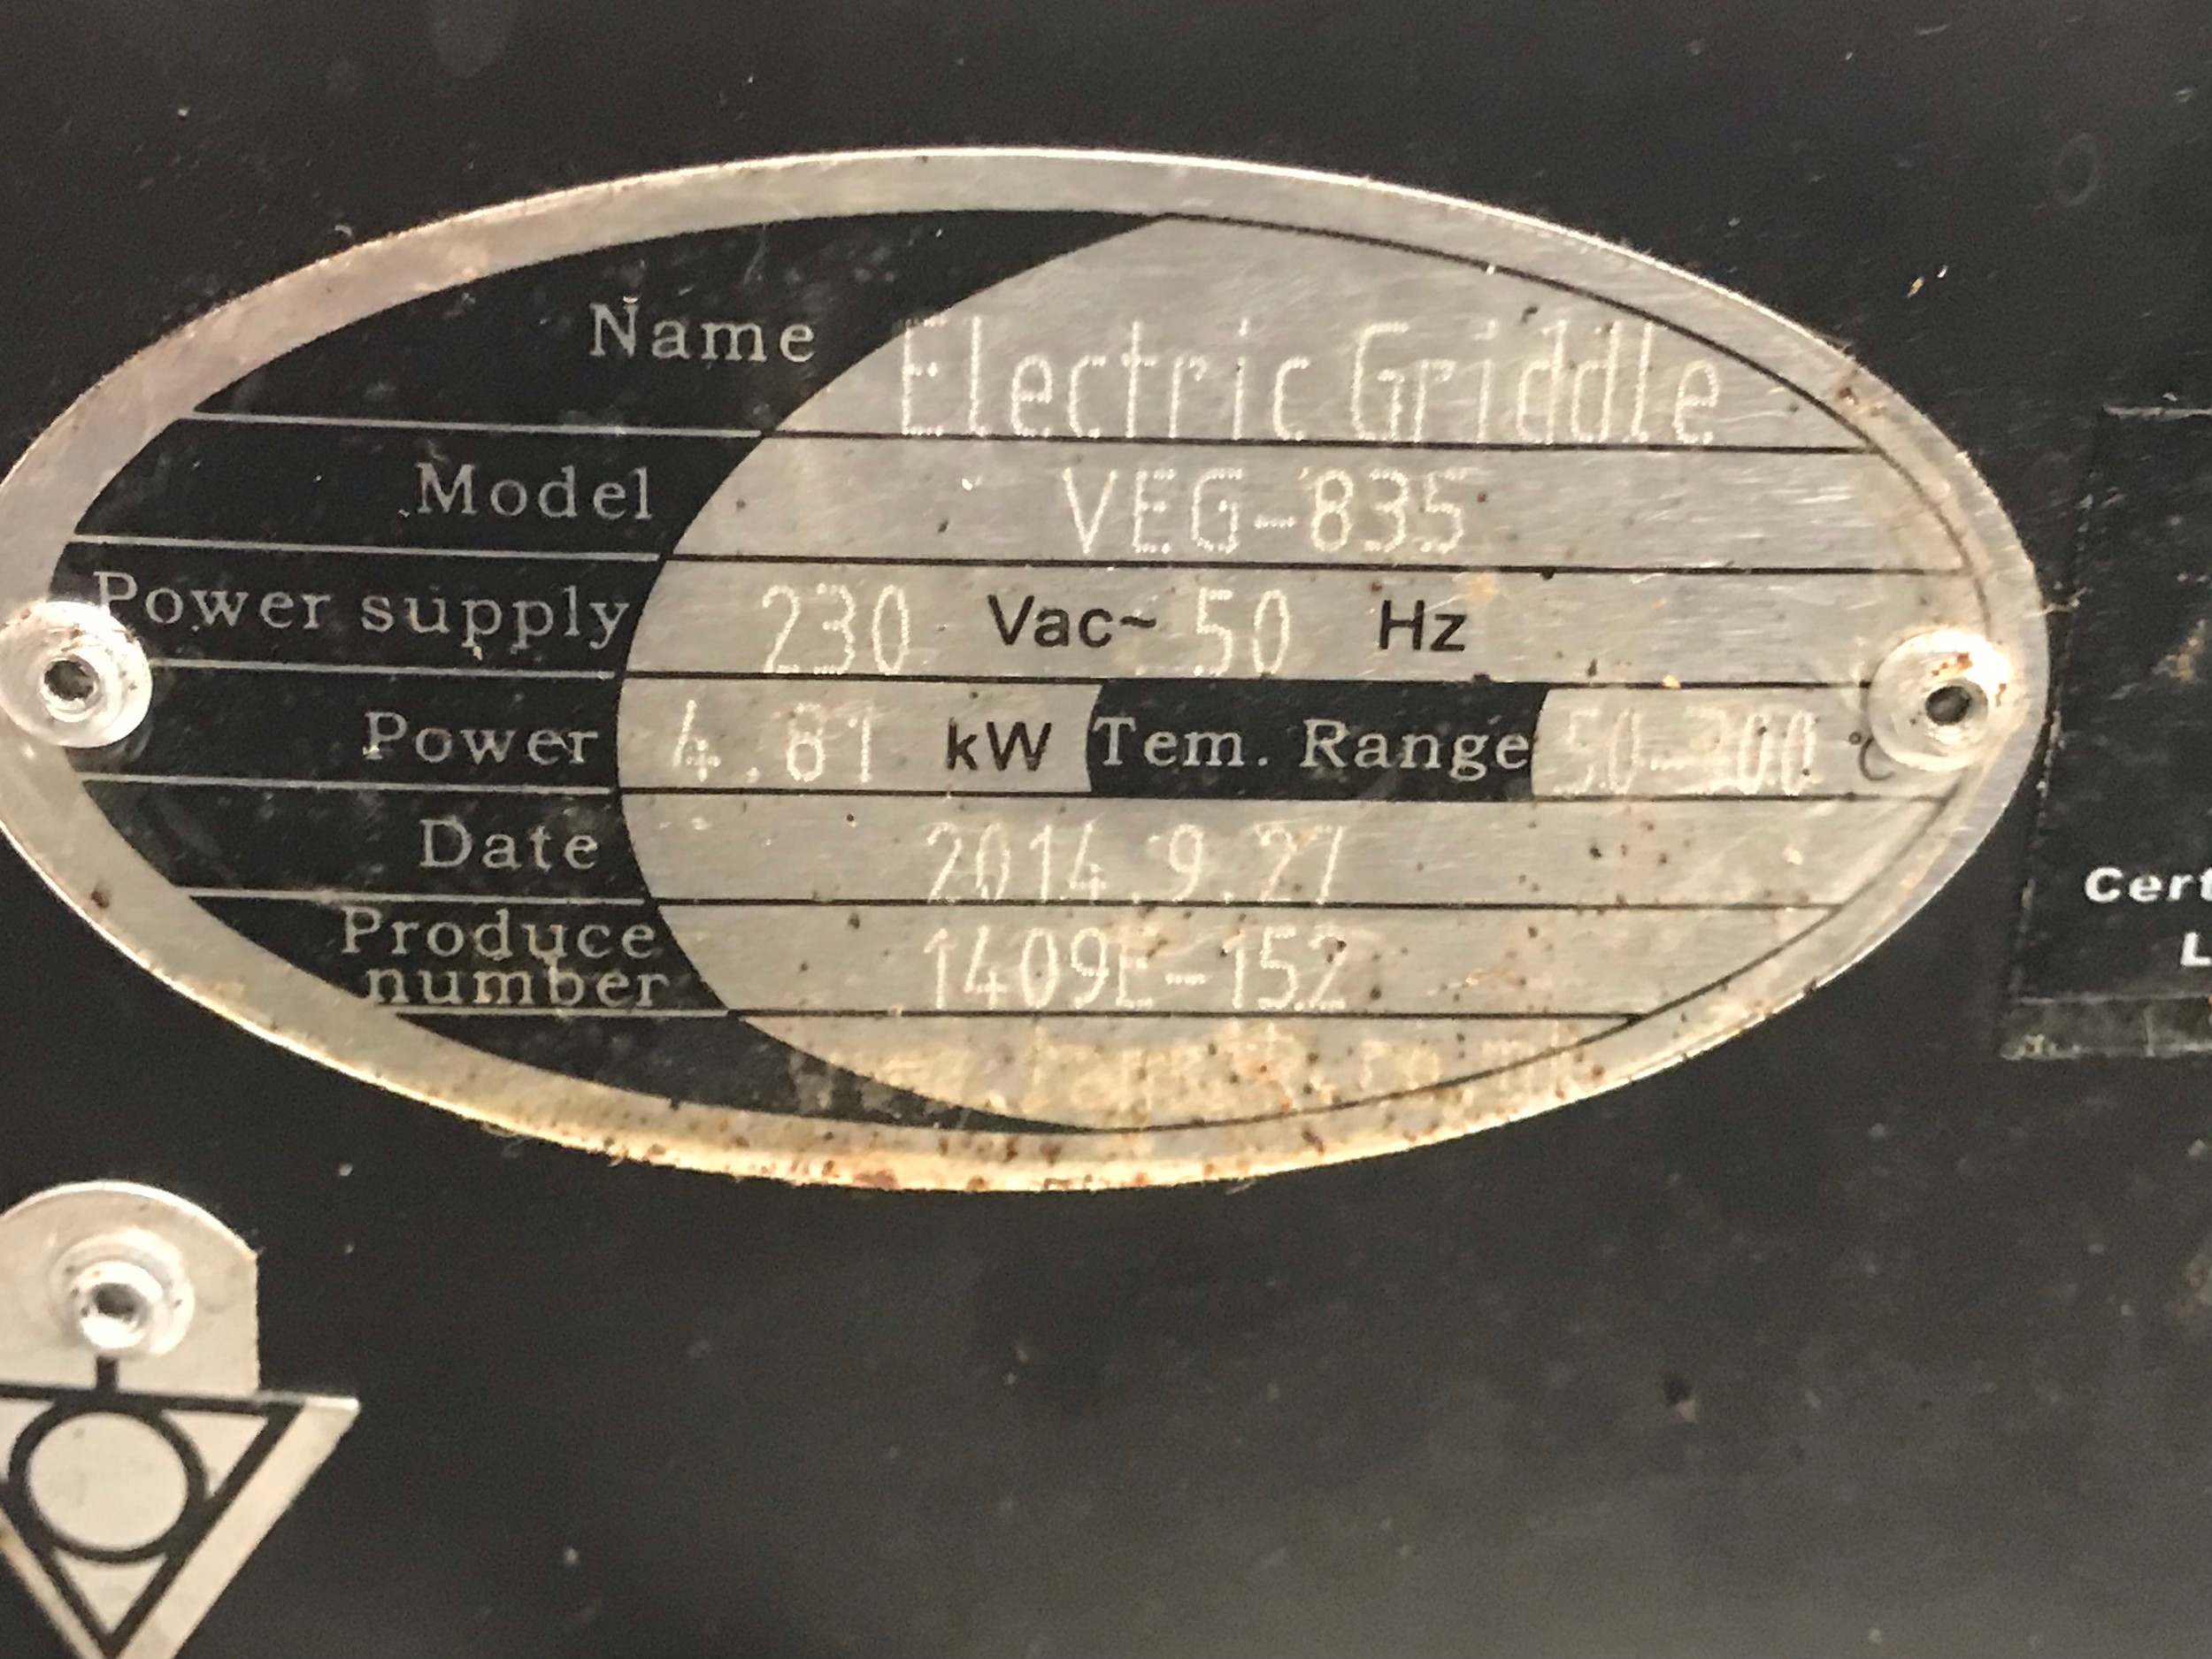 Name Electric Griddle
Model VEG-835
Power supply 230 Vac~ 50 Hz
Power 4.81 kW Tem. Range 50-300 °C
Date 2014.9.27
Produce number 1409E-152
Cert
L